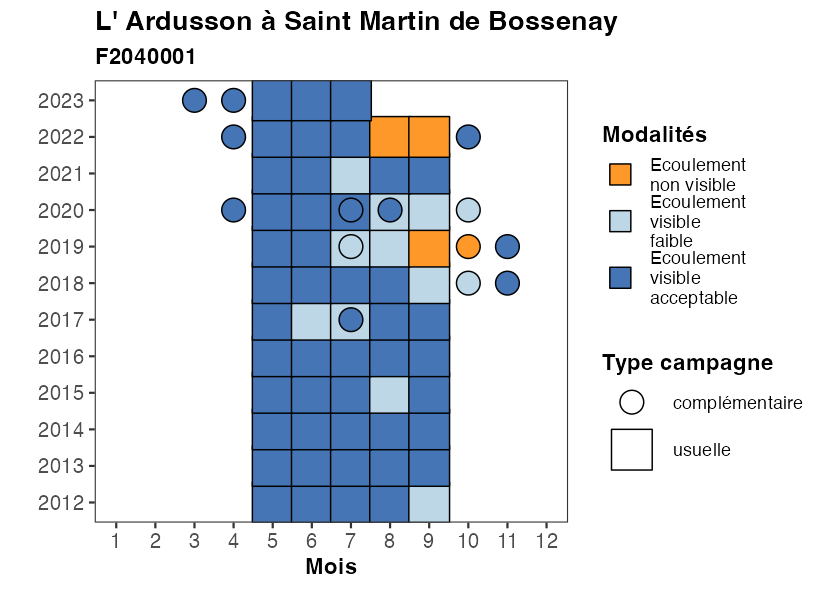 L' Ardusson à Saint Martin de Bossenay
F2040001
2023
2022
2021
2020
2019
2018
2017
2016
2015
2014
2013
2012
1 2 3 4 5 6 7 8 9 10 11 12
Mois
Modalités
Ecoulement
non visible
Ecoulement
visible
faible
Ecoulement
visible
acceptable
Type campagne
complémentaire
usuelle